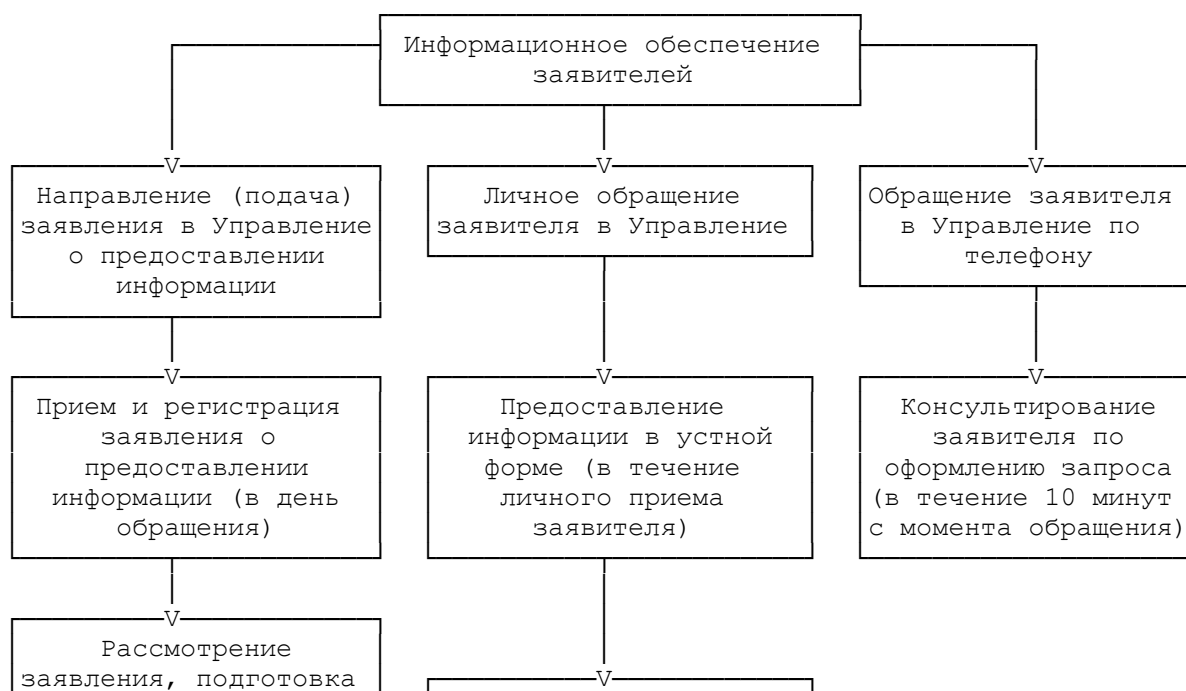 Информационное обеспечение
заявителей
Направление (подача)
заявления в Управление
о предоставлении
информации
Личное обращение
заявителя в Управление
Обращение заявителя
в Управление по
телефону
Прием и регистрация
заявления о
предоставлении
информации (в день
обращения)
Предоставление
информации в устной
форме (в течение
личного приема
заявителя)
Консультирование
заявителя по
оформлению запроса
(в течение 10 минут
с момента обращения)
Рассмотрение
заявления, подготовка